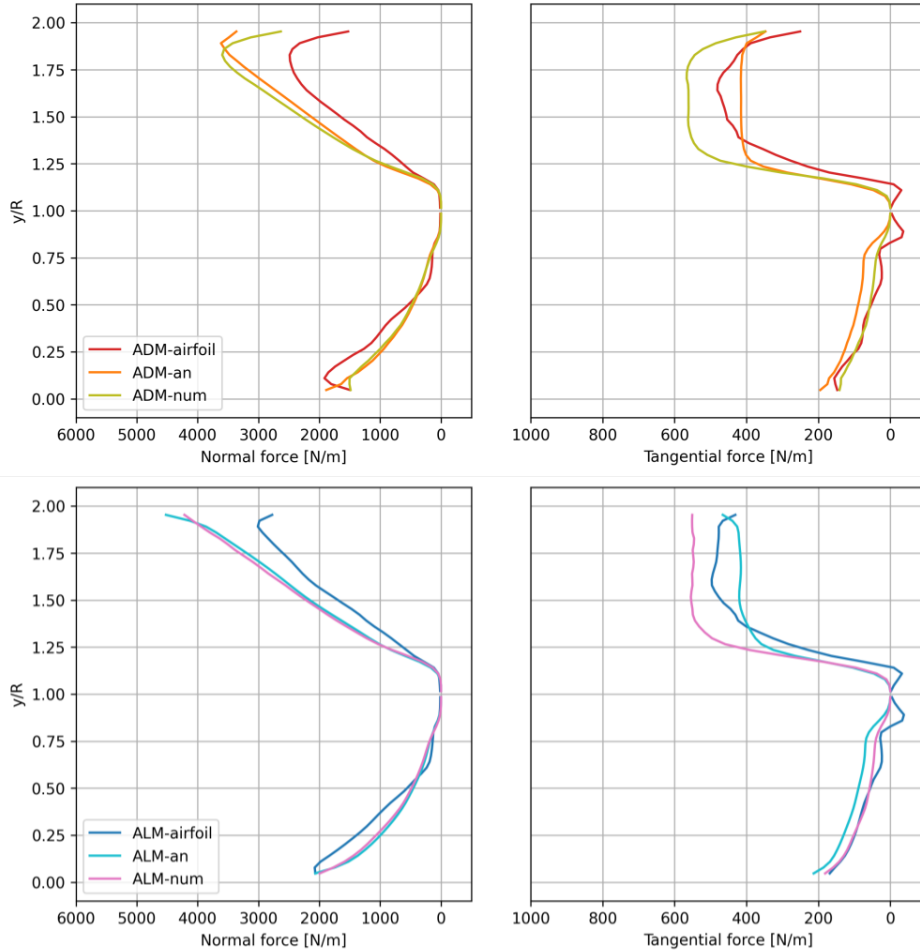 2.00
1.75
1.50
1.25
1.00
0.75
0.50
0.25
0.00
y/R
ADM-airfoil
ADM-an
ADM-num
6000 5000 4000 3000 2000 1000 0
Normal force [N/m]
1000 800 600 400 200 0
Tangential force [N/m]
2.00
1.75
1.50
1.25
1.00
0.75
0.50
0.25
0.00
y/R
ALM-airfoil
ALM-an
ALM-num
6000 5000 4000 3000 2000 1000 0
Normal force [N/m]
1000 800 600 400 200 0
Tangential force [N/m]